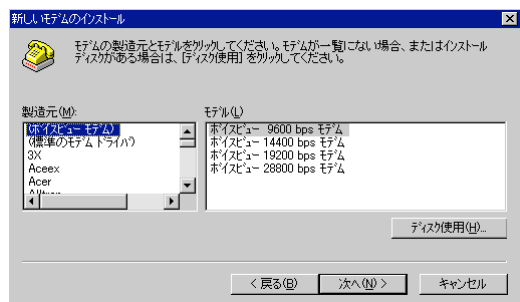 新しいﾓﾃﾞﾑのｲﾝｽﾄｰﾙ
ﾓﾃﾞﾑの製造元とﾓﾃﾞﾙをｸﾘｯｸしてください。ﾓﾃﾞﾑが一覧にない場合、またはｲﾝｽﾄｰﾙ
ﾃﾞｨｽｸがある場合は、[ﾃﾞｨｽｸ使用] をｸﾘｯｸしてください。
製造元(M):
(ﾎﾞｲｽﾋﾞｭｰ ﾓﾃﾞﾑ)
(標準のﾓﾃﾞﾑ ﾄﾞﾗｲﾊﾞ)
3X
Aceex
Acer
ﾓﾃﾞﾙ(L)
ﾎﾞｲｽﾋﾞｭｰ 9600 bps ﾓﾃﾞﾑ
ﾎﾞｲｽﾋﾞｭｰ 14400 bps ﾓﾃﾞﾑ
ﾎﾞｲｽﾋﾞｭｰ 19200 bps ﾓﾃﾞﾑ
ﾎﾞｲｽﾋﾞｭｰ 28800 bps ﾓﾃﾞﾑ
ﾃﾞｨｽｸ使用(H)...
< 戻る(B)
次へ(N) >
ｷｬﾝｾﾙ